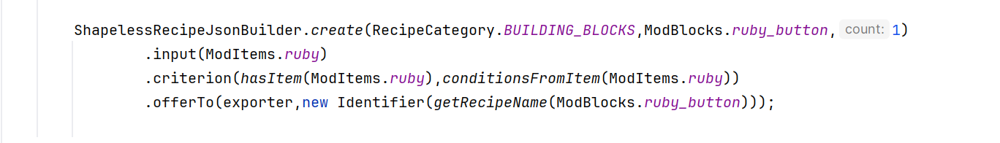 ShapelessRecipeJsonBuilder.create(RecipeCategory.BUILDING_BLOCKS,ModBlocks.ruby_button, count: 1)
.input(ModItems.ruby)
.criterion(hasItem(ModItems.ruby),conditionsFromItem(ModItems.ruby))
.offerTo(exporter,new Identifier(getRecipeName(ModBlocks.ruby_button)));